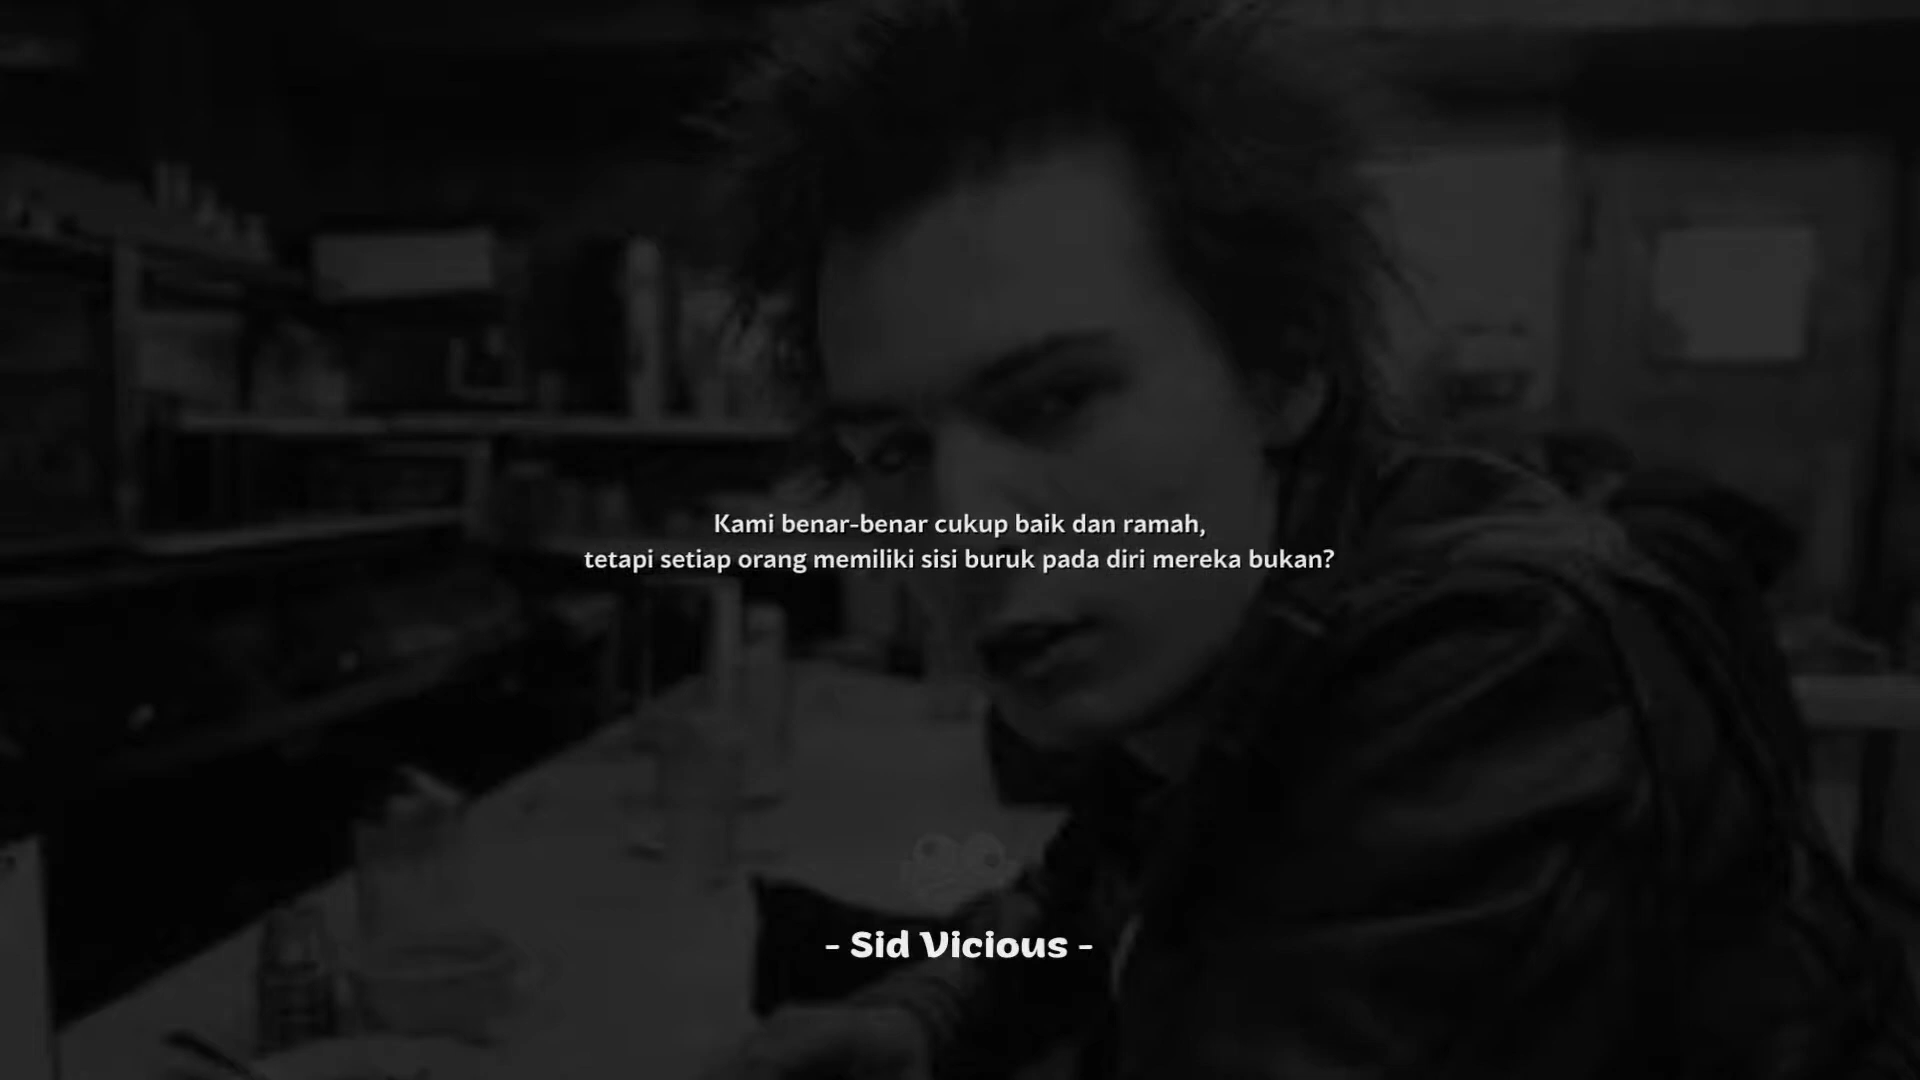 Kami benar-benar cukup baik dan ramah,
tetapi setiap orang memiliki sisi buruk pada diri mereka bukan?
- Sid Vicious -